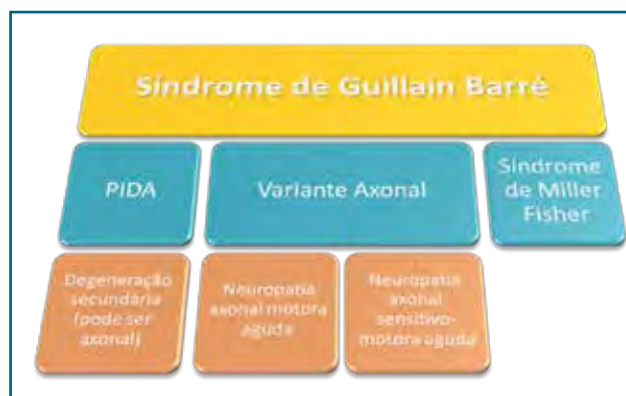 Síndrome de Guillain Barré
PIDA
Variante Axonal
Síndrome
de Miller
Fisher
Degeneração
secundária
(pode ser
axonal)
Neuropatia
axonal motora
aguda
Neuropatia
axonal
sensitivo-
motora aguda